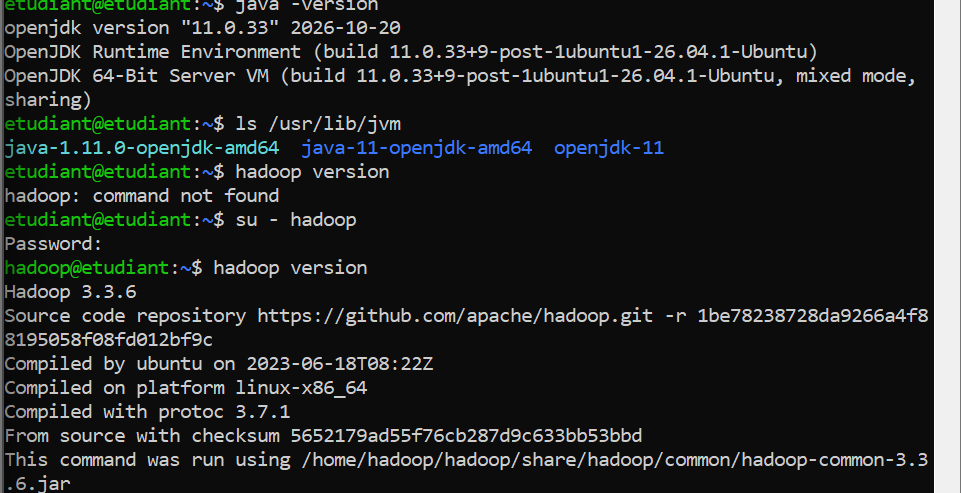 etudiant@etudiant:~$ java -version
openjdk version "11.0.33" 2026-10-20
OpenJDK Runtime Environment (build 11.0.33+9-post-1ubuntu1-26.04.1-Ubuntu)
OpenJDK 64-Bit Server VM (build 11.0.33+9-post-1ubuntu1-26.04.1-Ubuntu, mixed mode,
sharing)
etudiant@etudiant:~$ ls /usr/lib/jvm
java-1.11.0-openjdk-amd64  java-11-openjdk-amd64  openjdk-11
etudiant@etudiant:~$ hadoop version
hadoop: command not found
etudiant@etudiant:~$ su - hadoop
Password:
hadoop@etudiant:~$ hadoop version
Hadoop 3.3.6
Source code repository https://github.com/apache/hadoop.git -r 1be78238728da9266a4f8
8195058f08fd012bf9c
Compiled by ubuntu on 2023-06-18T08:22Z
Compiled on platform linux-x86_64
Compiled with protoc 3.7.1
From source with checksum 5652179ad55f76cb287d9c633bb53bbd
This command was run using /home/hadoop/hadoop/share/hadoop/common/hadoop-common-3.3
.6.jar